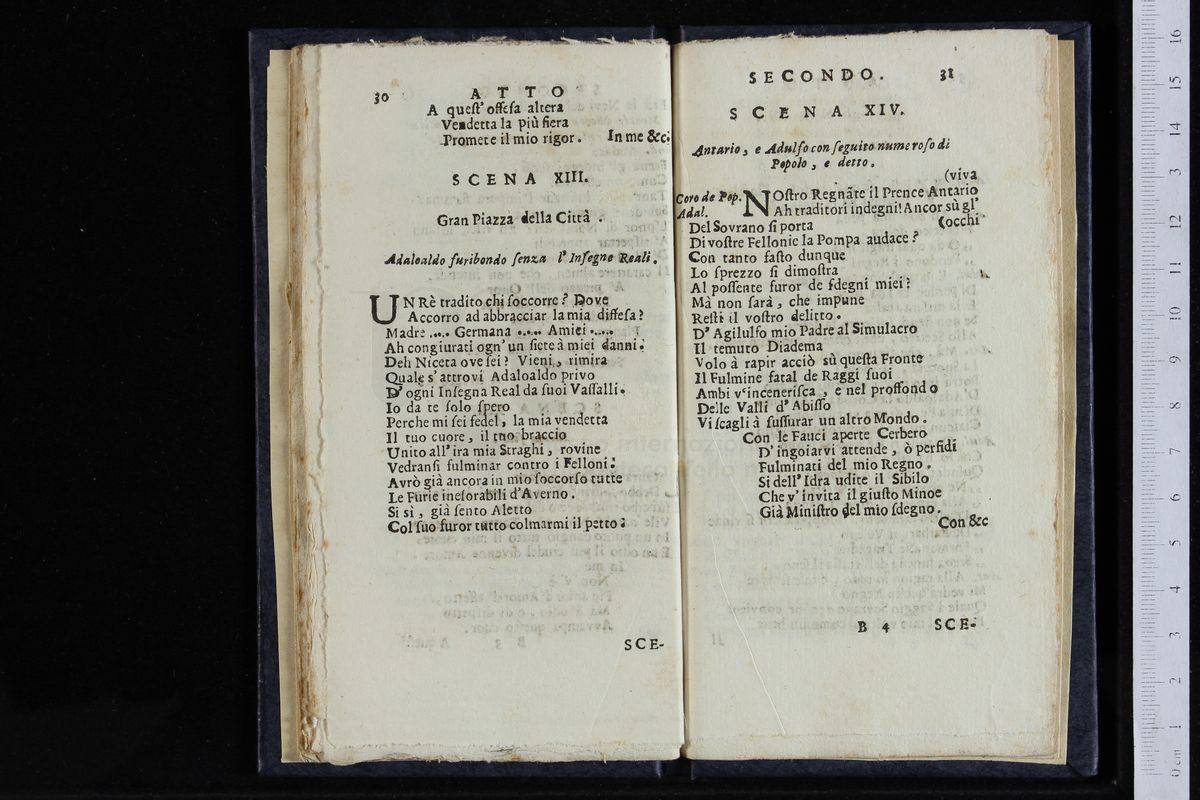 30 ATTO
A quest' offesa altera
Vendetta la più fiera
Promete il mio rigor. In me &c.
SCENA XIII.
Gran Piazza della Città.
Adaloaldo furibondo senza l' Insegne Reali.
UN Rè tradito chi soccorre? Dove
Accorro ad abbracciar la mia diffesa?
Madre .... Germana ..... Amici .....
Ah congiurati ogn' un siete à miei danni.
Deh Niceta ove sei? Vieni, rimira
Quale s' attrovi Adaloaldo privo
D' ogni Insegna Real da suoi Vassalli.
Io da te solo spero
Perche mi sei fedel, la mia vendetta
Il tuo cuore, il tuo braccio
Unito all' ira mia Straghi, rovine
Vedransi fulminar contro i Felloni.
Avrò già ancora in mio soccorso tutte
Le Furie inesorabili d'Averno.
Si sì, già sento Aletto
Col suo furor tutto colmarmi il petto:
SCE-
SECONDO. 31
SCENA XIV.
Antario, e Adulfo con seguito numeroso di
Popolo, e detto.
(viva
Coro de Pop. NOstro Regnãte il Prence Antario
Adal. Ah traditori indegni! Ancor sù gl'
Del Sovrano si porta (occhi
Di vostre Fellonie la Pompa audace?
Con tanto fasto dunque
Lo sprezzo si dimostra
Al possente furor de sdegni miei?
Mà non sarà, che impune
Resti il vostro delitto.
D' Agilulfo mio Padre al Simulacro
Il temuto Diadema
Volo à rapir acciò sù questa Fronte
Il Fulmine fatal de Raggi suoi
Ambi v'incenerisca, e nel proffondo
Delle Valli d' Abisso
Vi scagli à sussurar un altro Mondo.
Con le Fauci aperte Cerbero
D' ingoiarvi attende, ò perfidi
Fulminati del mio Regno.
Si dell' Idra udite il Sibilo
Che v' invita il giusto Minoe
Già Ministro del mio sdegno.
Con &c
B 4 SCE-